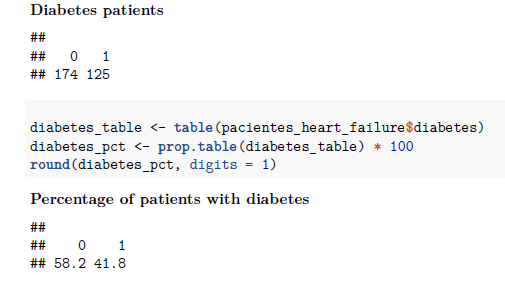 Diabetes patients
##
##   0   1
## 174 125
diabetes_table <- table(pacientes_heart_failure$diabetes)
diabetes_pct <- prop.table(diabetes_table) * 100
round(diabetes_pct, digits = 1)
Percentage of patients with diabetes
##
##    0    1
## 58.2 41.8